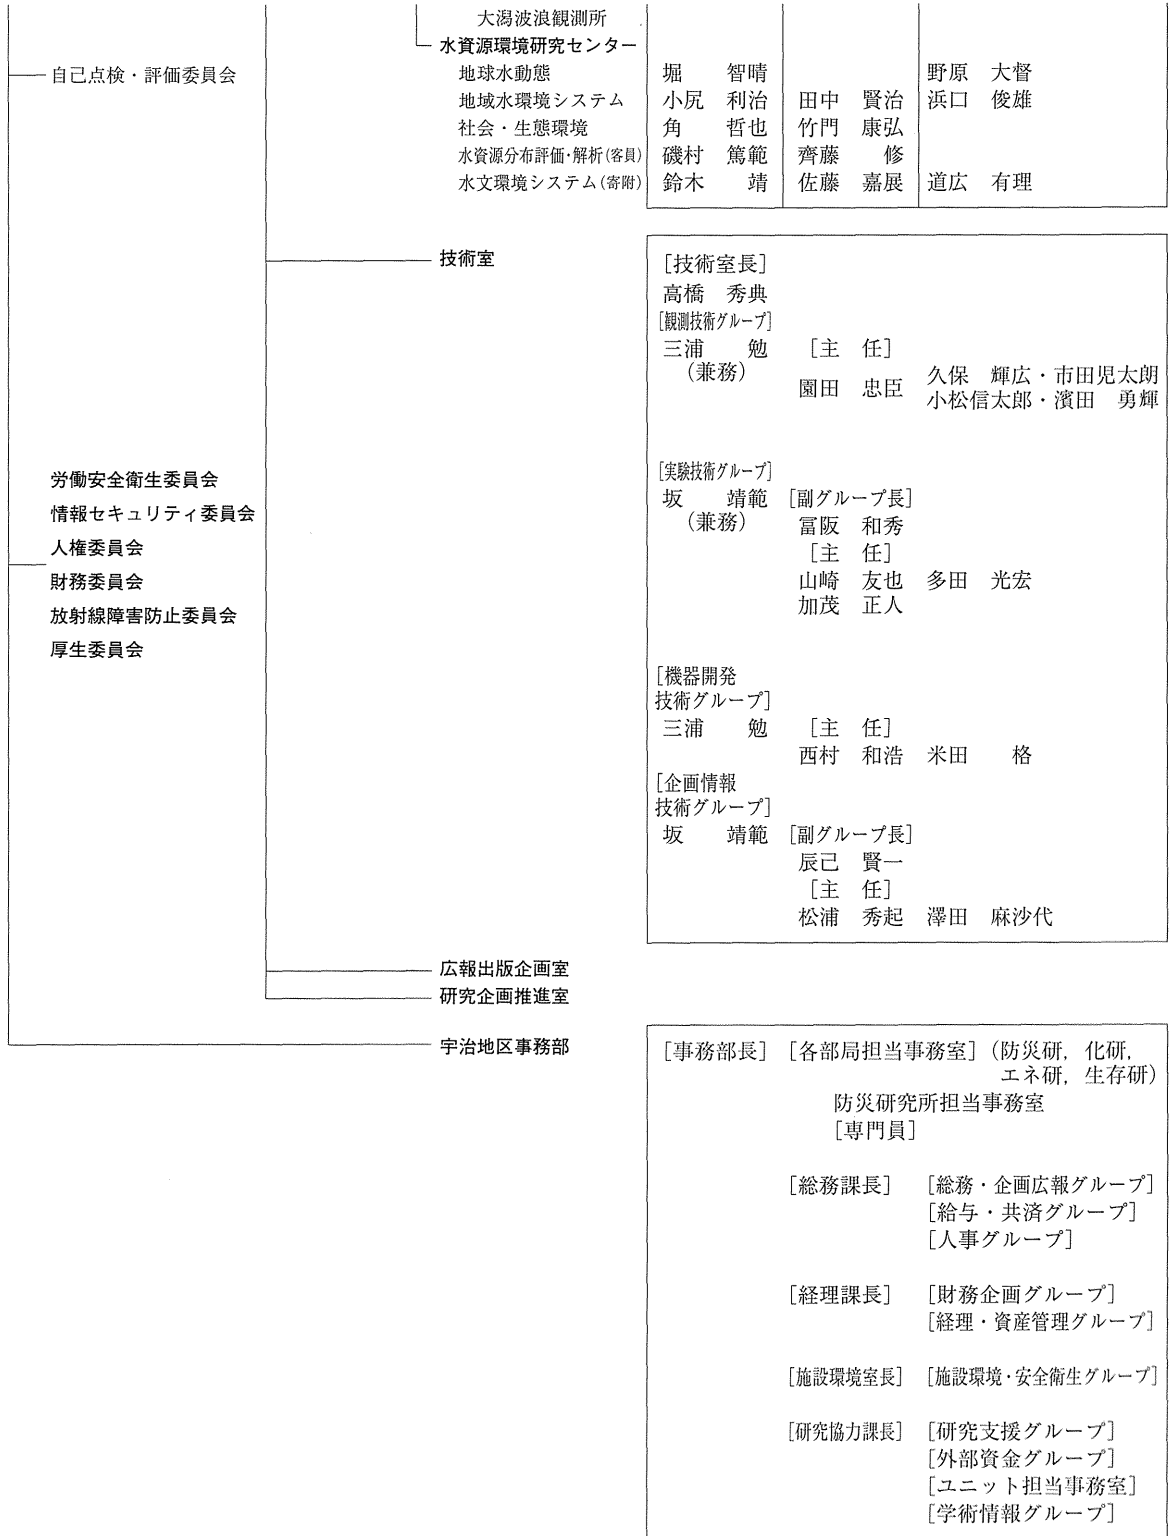 大潟波浪観測所
水資源環境研究センター
自己点検・評価委員会
地球水動態 堀 智晴 野原 大督
地域水環境システム 小尻 利治 田中 賢治 浜口 俊雄
社会・生態環境 角 哲也 竹門 康弘
水資源分布評価・解析(客員) 磯村 篤範 齊藤 修
水文環境システム(寄附) 鈴木 靖 佐藤 嘉展 道広 有理
技術室
[技術室長]
高橋 秀典
[観測技術グループ]
三浦 勉 [主 任]
(兼務)
園田 忠臣
久保 輝広・市田児太朗
小松信太郎・濱田 勇輝
[実験技術グループ]
坂 靖範 [副グループ長]
(兼務) 冨阪 和秀
[主 任]
山崎 友也 多田 光宏
加茂 正人
労働安全衛生委員会
情報セキュリティ委員会
人権委員会
財務委員会
放射線障害防止委員会
厚生委員会
[機器開発
技術グループ]
三浦 勉 [主 任]
西村 和浩 米田 格
[企画情報
技術グループ]
坂 靖範 [副グループ長]
辰己 賢一
[主 任]
松浦 秀起 澤田 麻沙代
広報出版企画室
研究企画推進室
宇治地区事務部
[事務部長] [各部局担当事務室] (防災研, 化研,
エネ研, 生存研)
防災研究所担当事務室
[専門員]
[総務課長] [総務・企画広報グループ]
[給与・共済グループ]
[人事グループ]
[経理課長] [財務企画グループ]
[経理・資産管理グループ]
[施設環境室長] [施設環境・安全衛生グループ]
[研究協力課長] [研究支援グループ]
[外部資金グループ]
[ユニット担当事務室]
[学術情報グループ]